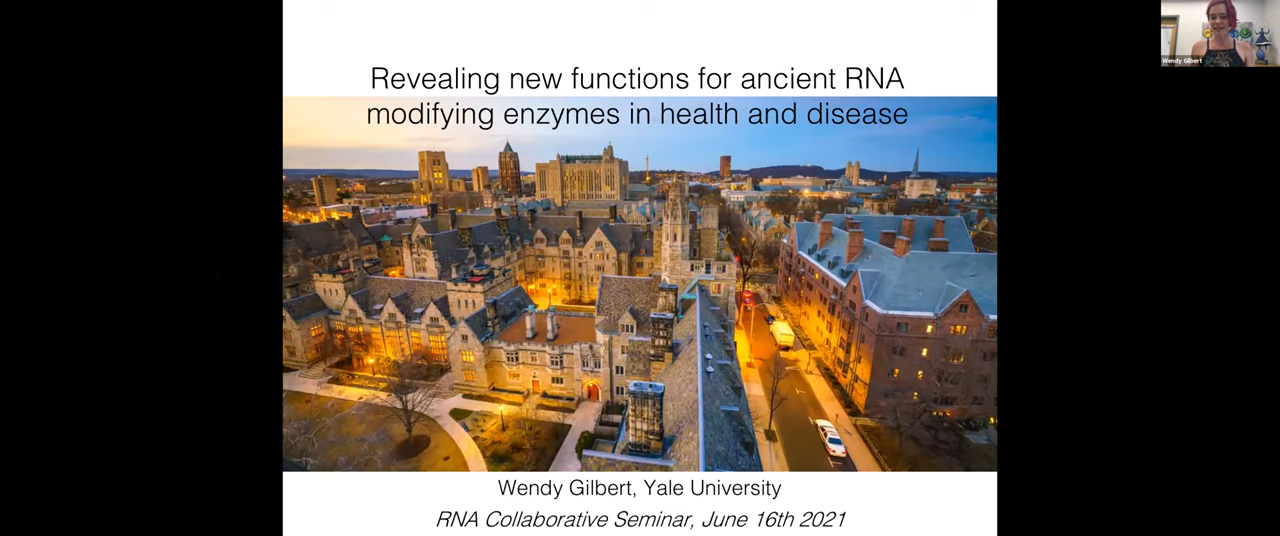 Revealing new functions for ancient RNA
modifying enzymes in health and disease
Wendy Gilbert, Yale University
RNA Collaborative Seminar, June 16th 2021
Wendy Gilbert